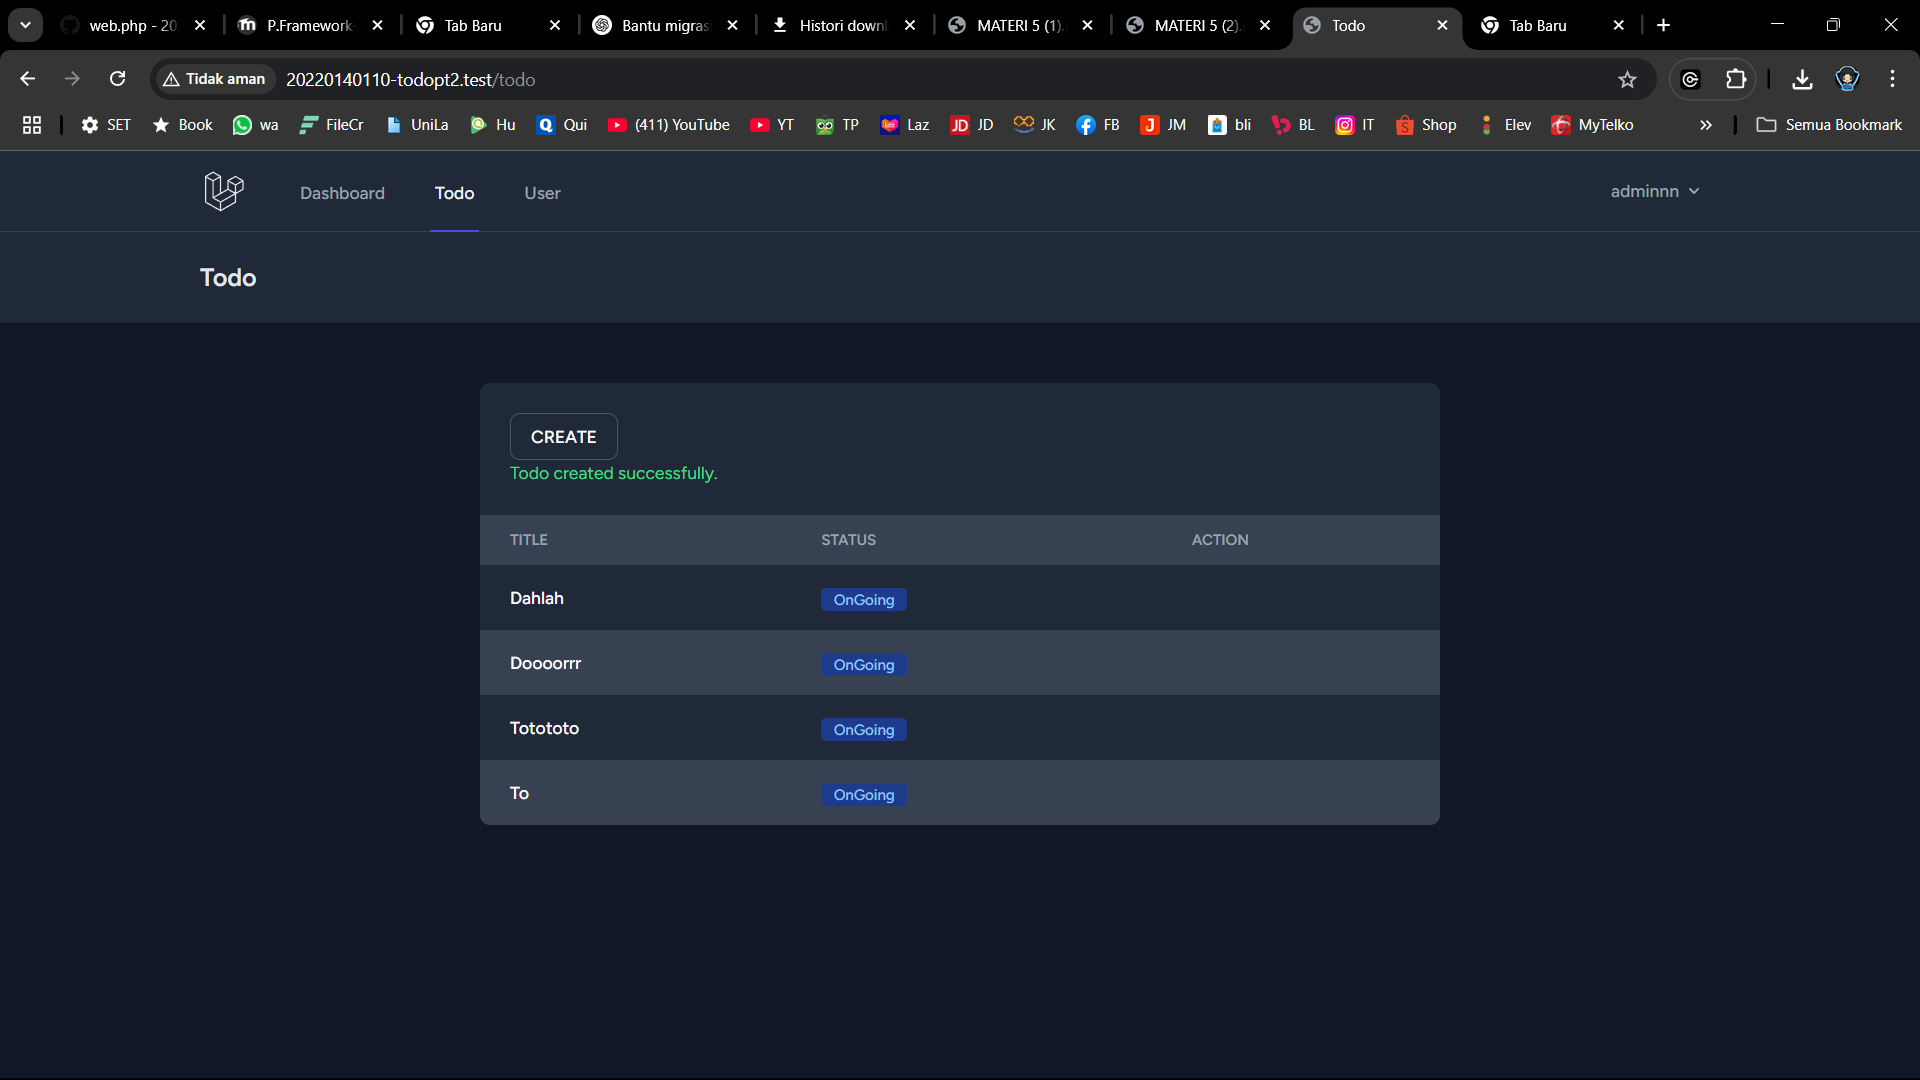 web.php - 20
P.Framework
Tab Baru
Bantu migras
Histori downl
MATERI 5 (1).
MATERI 5 (2).
Todo
Tab Baru
Tidak aman
20220140110-todopt2.test/todo
SET
Book
wa
FileCr
UniLa
Hu
Qui
(411) YouTube
YT
TP
Laz
JD
JK
FB
JM
bli
BL
IT
Shop
Elev
MyTelko
Semua Bookmark
Dashboard
Todo
User
adminnn
Todo
CREATE
Todo created successfully.
TITLE STATUS ACTION
Dahlah OnGoing
Doooorrr OnGoing
Totototo OnGoing
To OnGoing